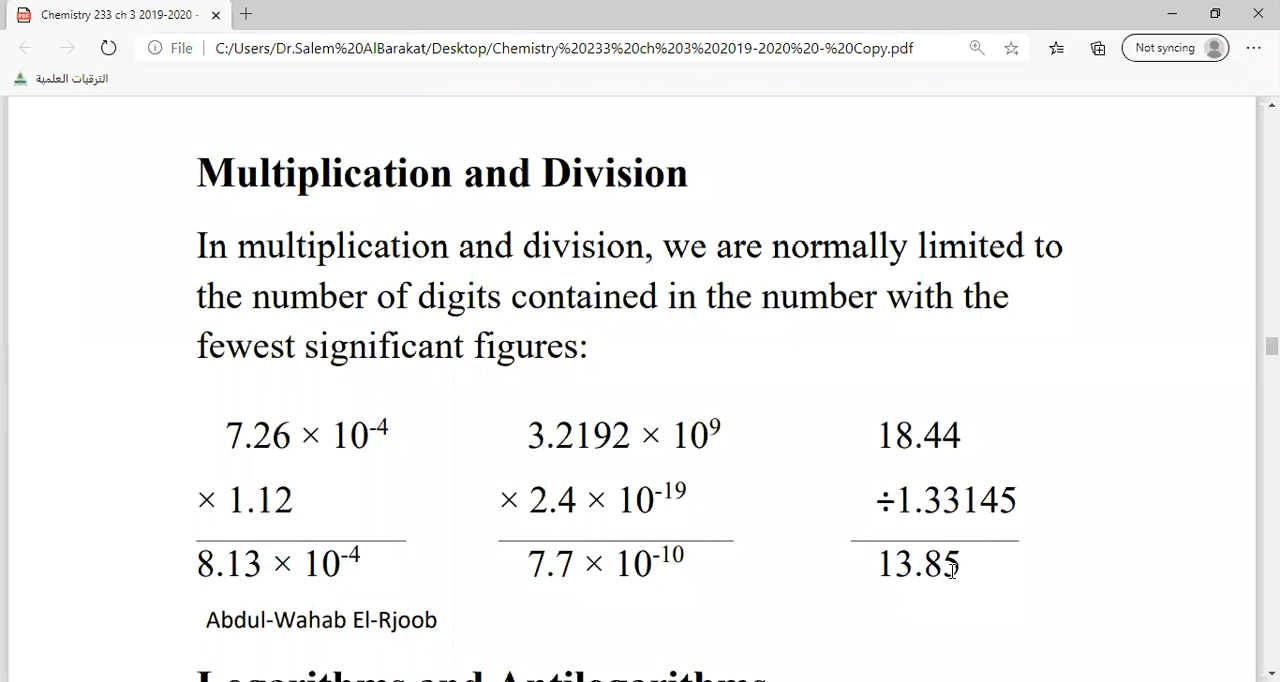 Chemistry 233 ch 3 2019-2020 -
File
C:/Users/Dr.Salem%20AlBarakat/Desktop/Chemistry%20233%20ch%203%202019-2020%20-%20Copy.pdf
Not syncing
الترقيات العلمية
Multiplication and Division
In multiplication and division, we are normally limited to
the number of digits contained in the number with the
fewest significant figures:
7.26 × 10⁻⁴ 3.2192 × 10⁹ 18.44
× 1.12 × 2.4 × 10⁻¹⁹ ÷1.33145
8.13 × 10⁻⁴ 7.7 × 10⁻¹⁰ 13.85
Abdul-Wahab El-Rjoob
Logarithms and Antilogarithms